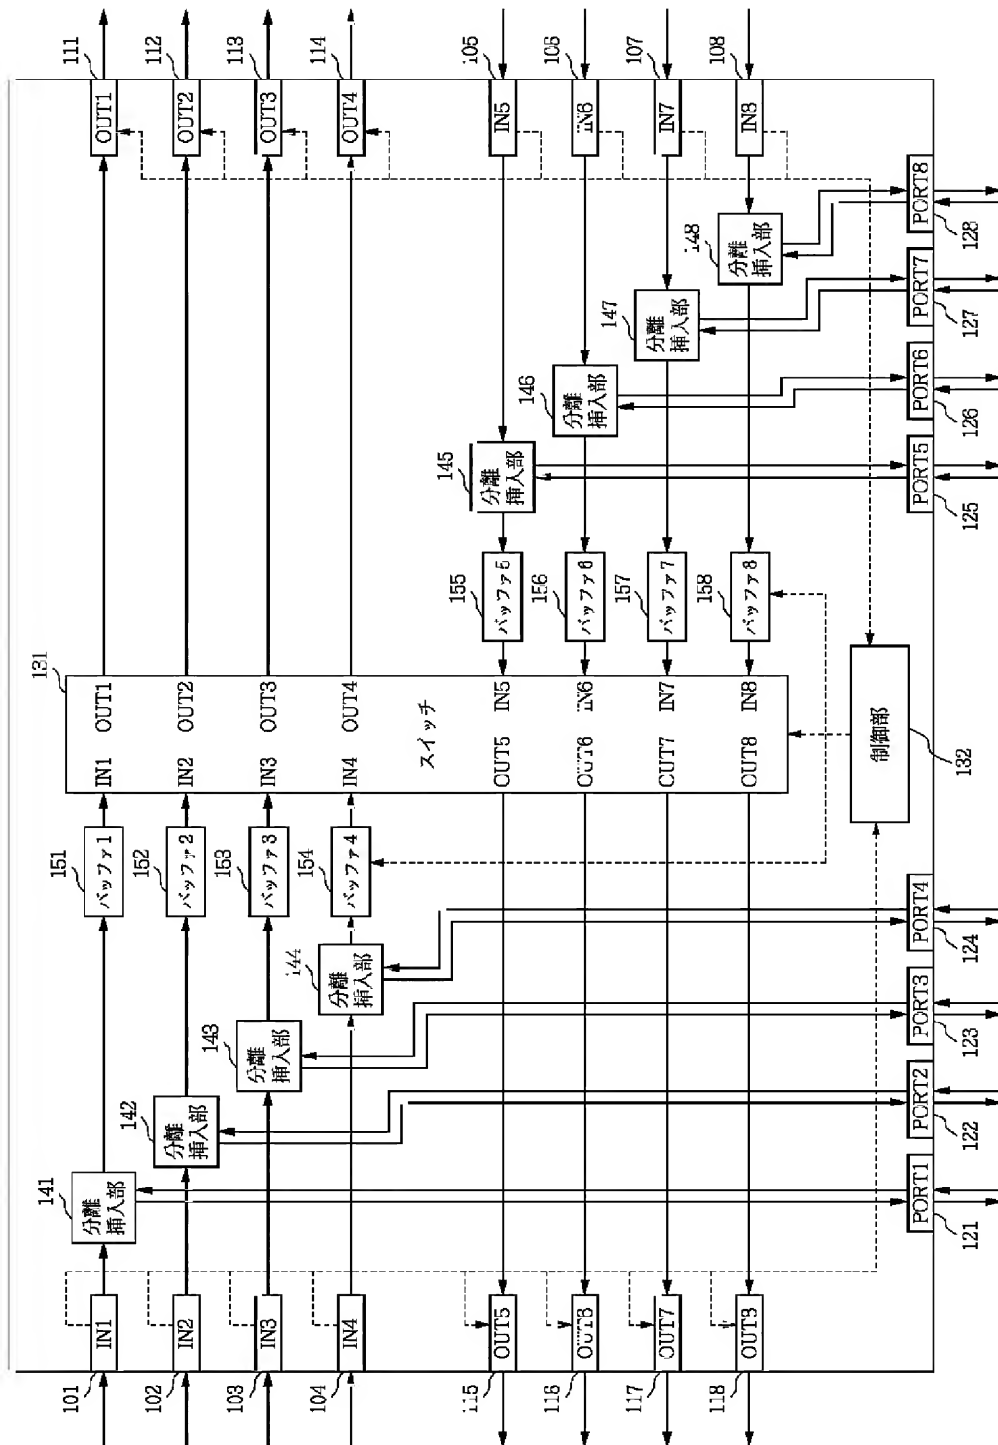 131
141
151
101
IN1
分離
挿入部
バッファ1
IN1
OUT1
OUT1
111
142
152
102
IN2
分離
挿入部
バッファ2
IN2
OUT2
OUT2
112
143
153
103
IN3
分離
挿入部
バッファ3
IN3
OUT3
OUT3
113
144
154
104
IN4
分離
挿入部
バッファ4
IN4
OUT4
OUT4
114
スイッチ
145
155
115
OUT5
OUT5
IN5
バッファ5
分離
挿入部
IN5
105
146
156
116
OUT6
OUT6
IN6
バッファ6
分離
挿入部
IN6
106
147
157
117
OUT7
OUT7
IN7
バッファ7
分離
挿入部
IN7
107
148
158
118
OUT8
OUT8
IN8
バッファ8
分離
挿入部
IN8
108
制御部
132
PORT1
PORT2
PORT3
PORT4
PORT5
PORT6
PORT7
PORT8
121
122
123
124
125
126
127
128